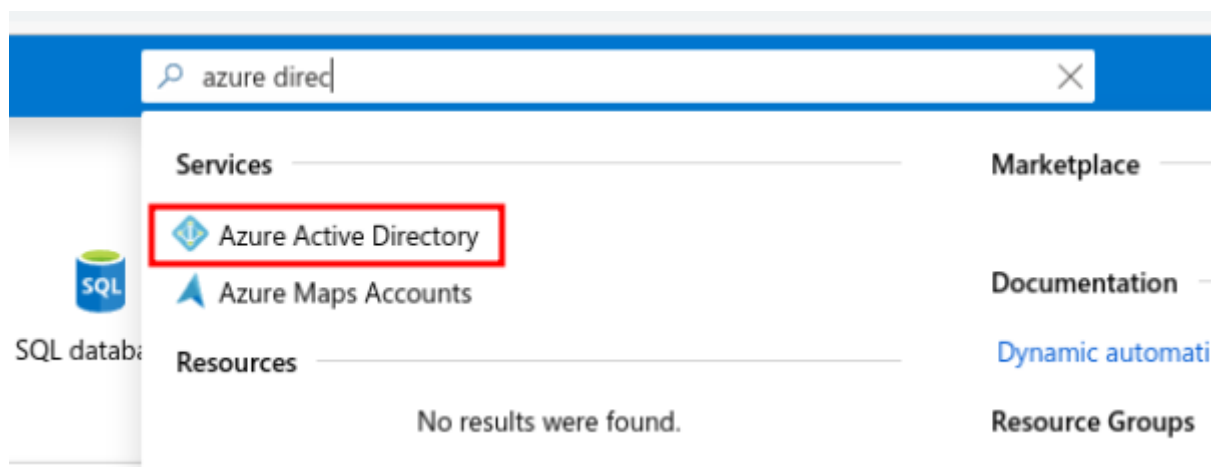 azure direc
Services
Marketplace
Azure Active Directory
Azure Maps Accounts
Documentation
SQL
SQL databa
Dynamic automati
Resources
No results were found.
Resource Groups